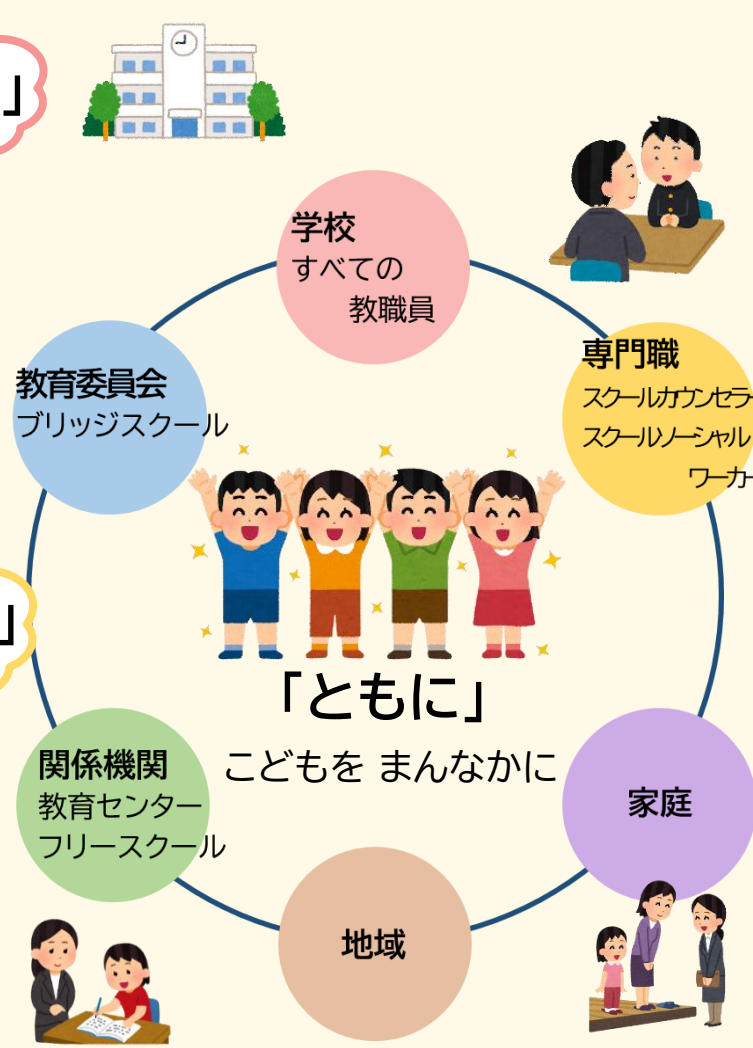 」
学校
すべての
教職員
教育委員会
ブリッジスクール
専門職
スクールカウンセラー
スクールソーシャル
ワーカー
」
「ともに」
こどもを まんなかに
関係機関
教育センター
フリースクール
家庭
地域